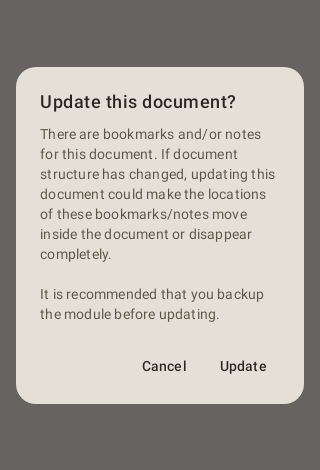 Update this document?
There are bookmarks and/or notes
for this document. If document
structure has changed, updating this
document could make the locations
of these bookmarks/notes move
inside the document or disappear
completely.
It is recommended that you backup
the module before updating.
Cancel Update